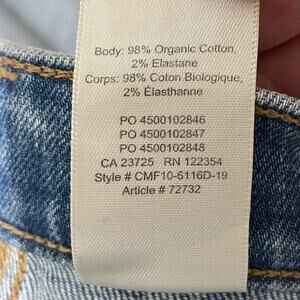 Body: 98% Organic Cotton,
2% Elastane
Corps: 98% Coton Biologique,
2% Élasthanne
PO 4500102846
PO 4500102847
PO 4500102848
CA 23725 RN 122354
Style # CMF10-6116D-19
Article # 72732